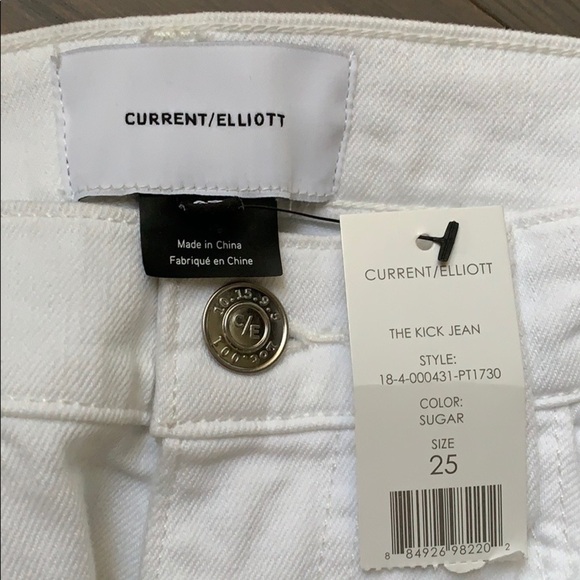 CURRENT/ELLIOTT
Made in China
Fabriqué en Chine
C/E
CURRENT/ELLIOTT
THE KICK JEAN
STYLE:
18-4-000431-PT1730
COLOR:
SUGAR
SIZE
25
8 84926 98220 2